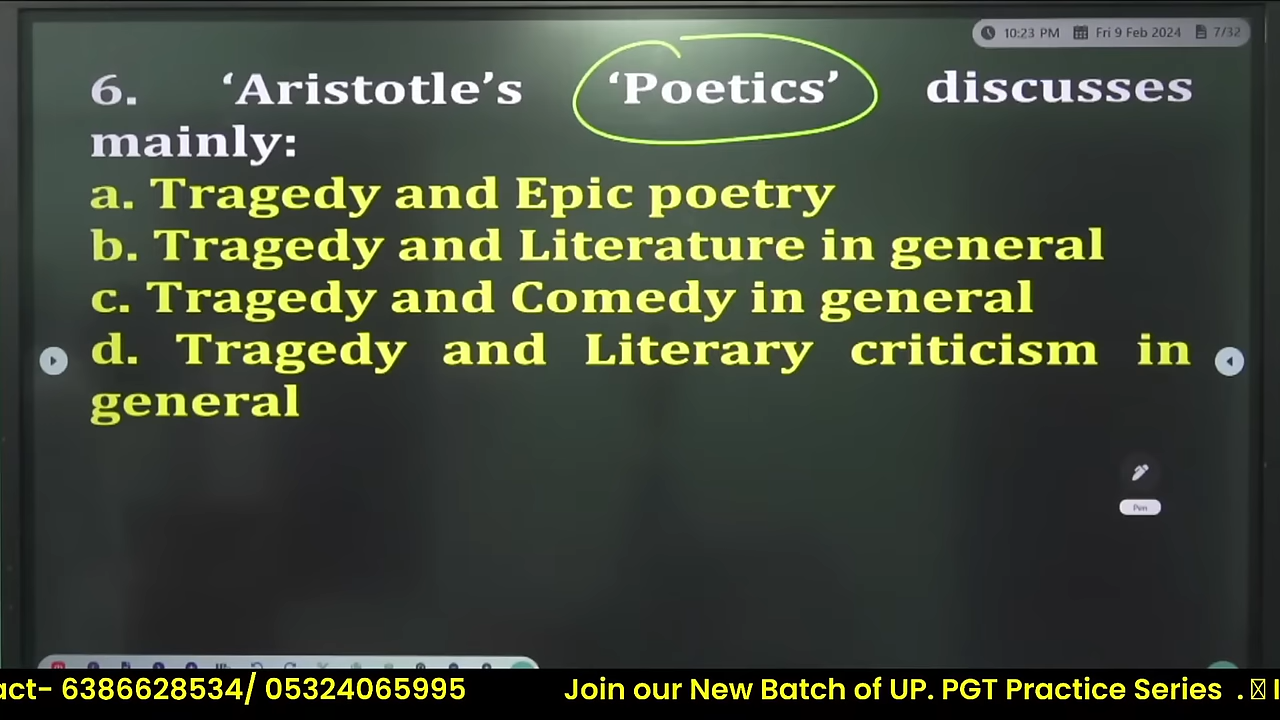 10:23 PM Fri 9 Feb 2024 7/32
6. ‘Aristotle’s ‘Poetics’ discusses
mainly:
a. Tragedy and Epic poetry
b. Tragedy and Literature in general
c. Tragedy and Comedy in general
d. Tragedy and Literary criticism in
general
Pen
act- 6386628534/ 05324065995 Join our New Batch of UP. PGT Practice Series .